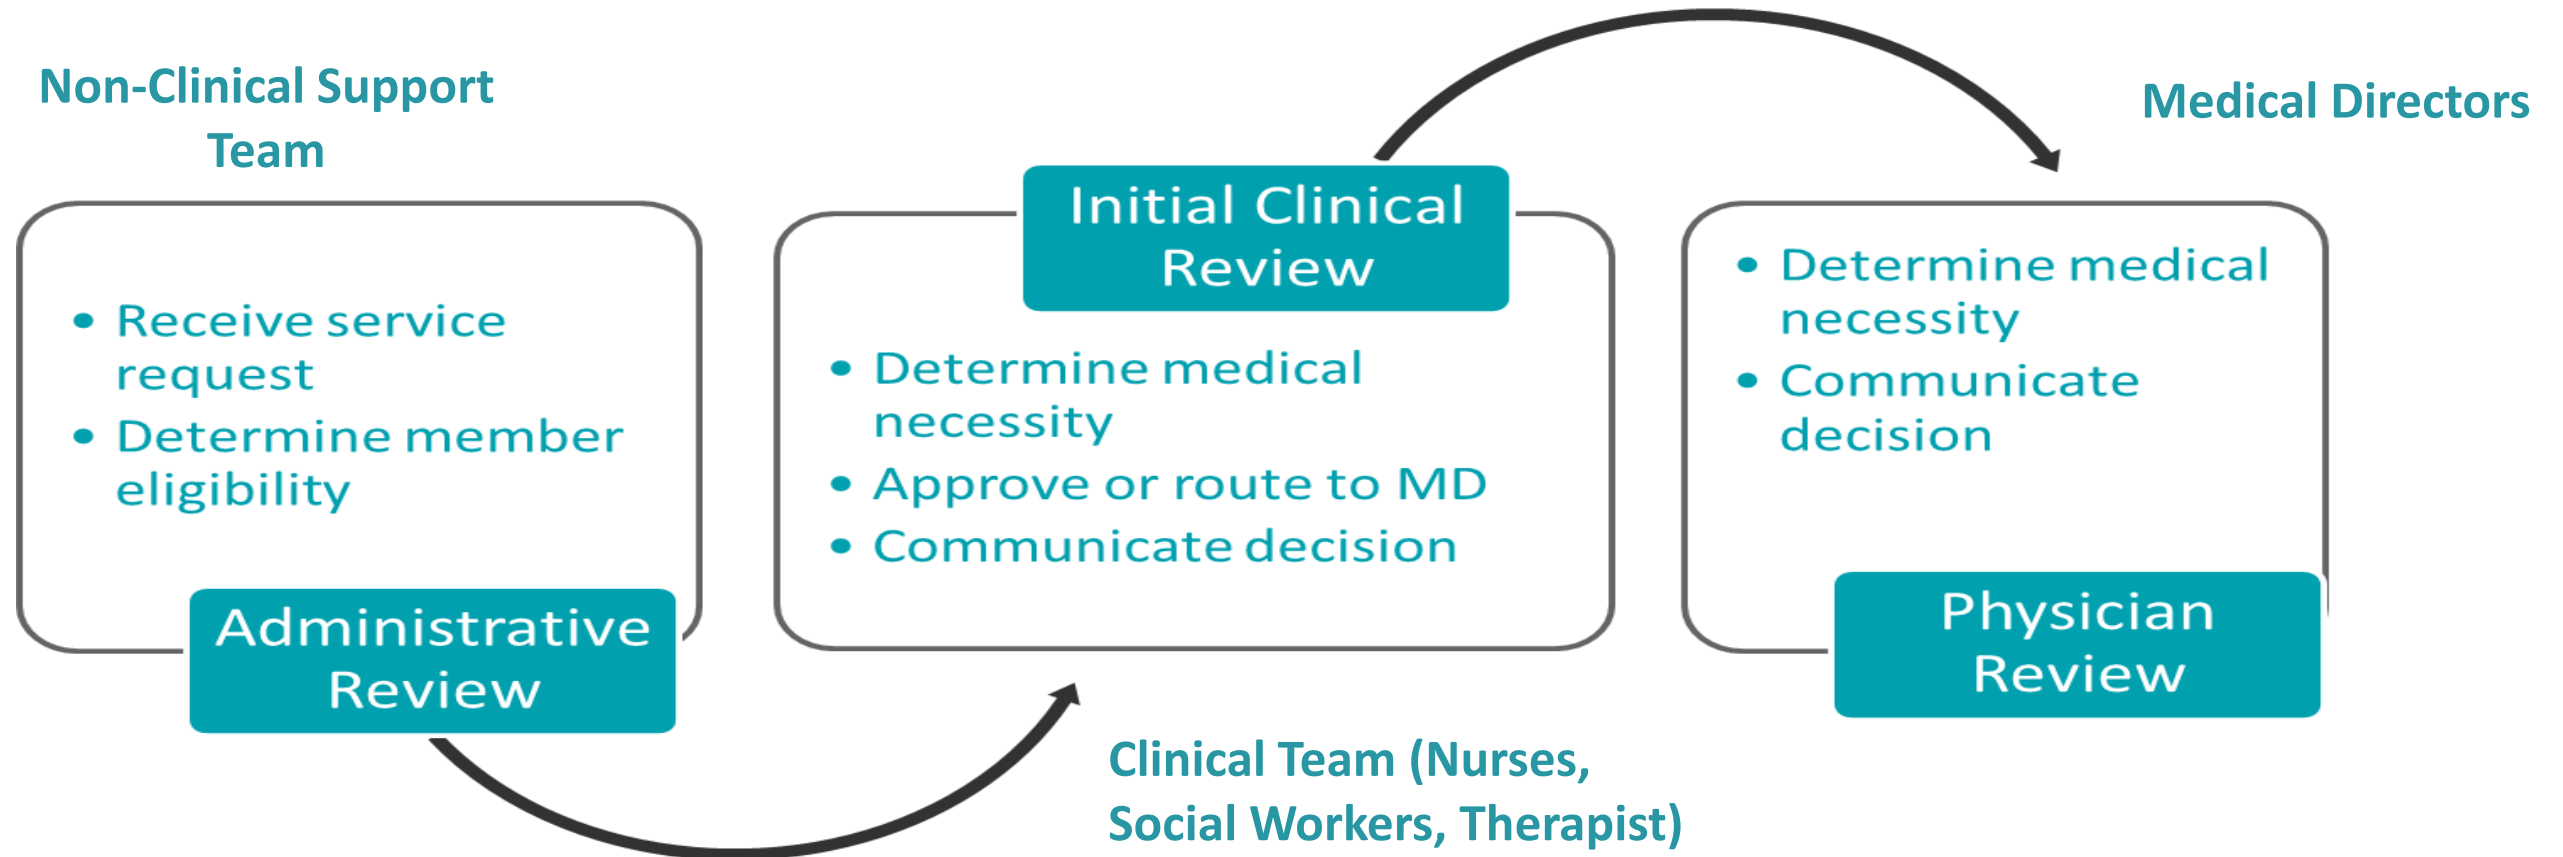 Non-Clinical Support
Team
• Receive service
request
• Determine member
eligibility
Administrative
Review
Initial Clinical
Review
• Determine medical
necessity
• Approve or route to MD
• Communicate decision
Clinical Team (Nurses,
Social Workers, Therapist)
Medical Directors
• Determine medical
necessity
• Communicate
decision
Physician
Review